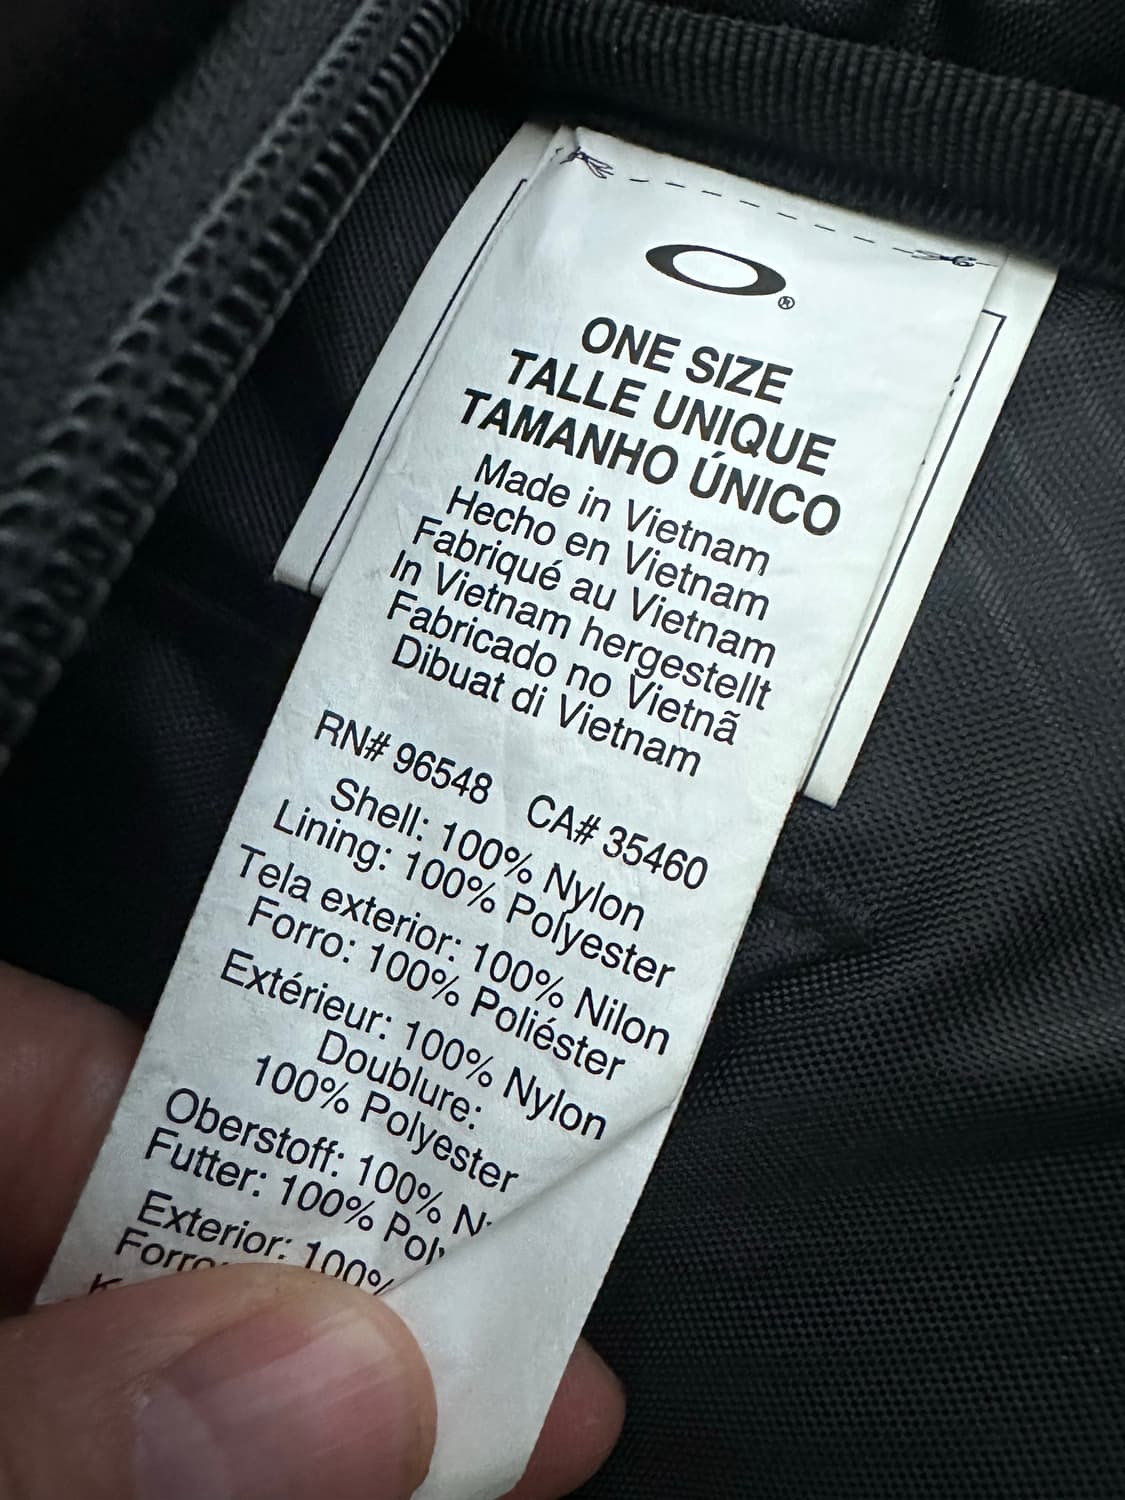 ®
ONE SIZE
TALLE UNIQUE
TAMANHO ÚNICO
Made in Vietnam
Hecho en Vietnam
Fabriqué au Vietnam
In Vietnam hergestellt
Fabricado no Vietnã
Dibuat di Vietnam
RN# 96548 CA# 35460
Shell: 100% Nylon
Lining: 100% Polyester
Tela exterior: 100% Nilon
Forro: 100% Poliéster
Extérieur: 100% Nylon
Doublure:
100% Polyester
Oberstoff: 100%
Futter: 100%
Exterior: 100%